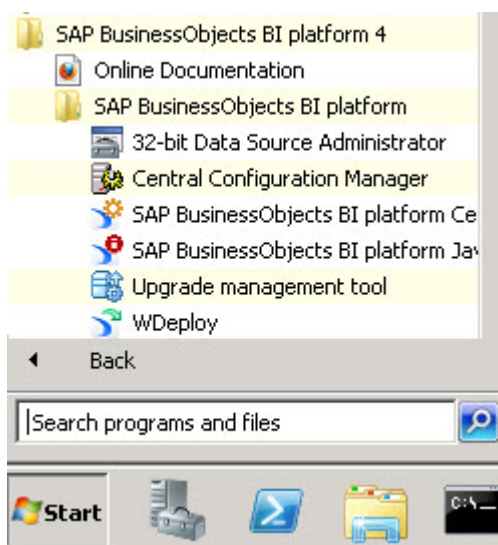 SAP BusinessObjects BI platform 4
Online Documentation
SAP BusinessObjects BI platform
32-bit Data Source Administrator
Central Configuration Manager
SAP BusinessObjects BI platform Ce
SAP BusinessObjects BI platform Jav
Upgrade management tool
WDeploy
Back
Search programs and files
Start
C:\